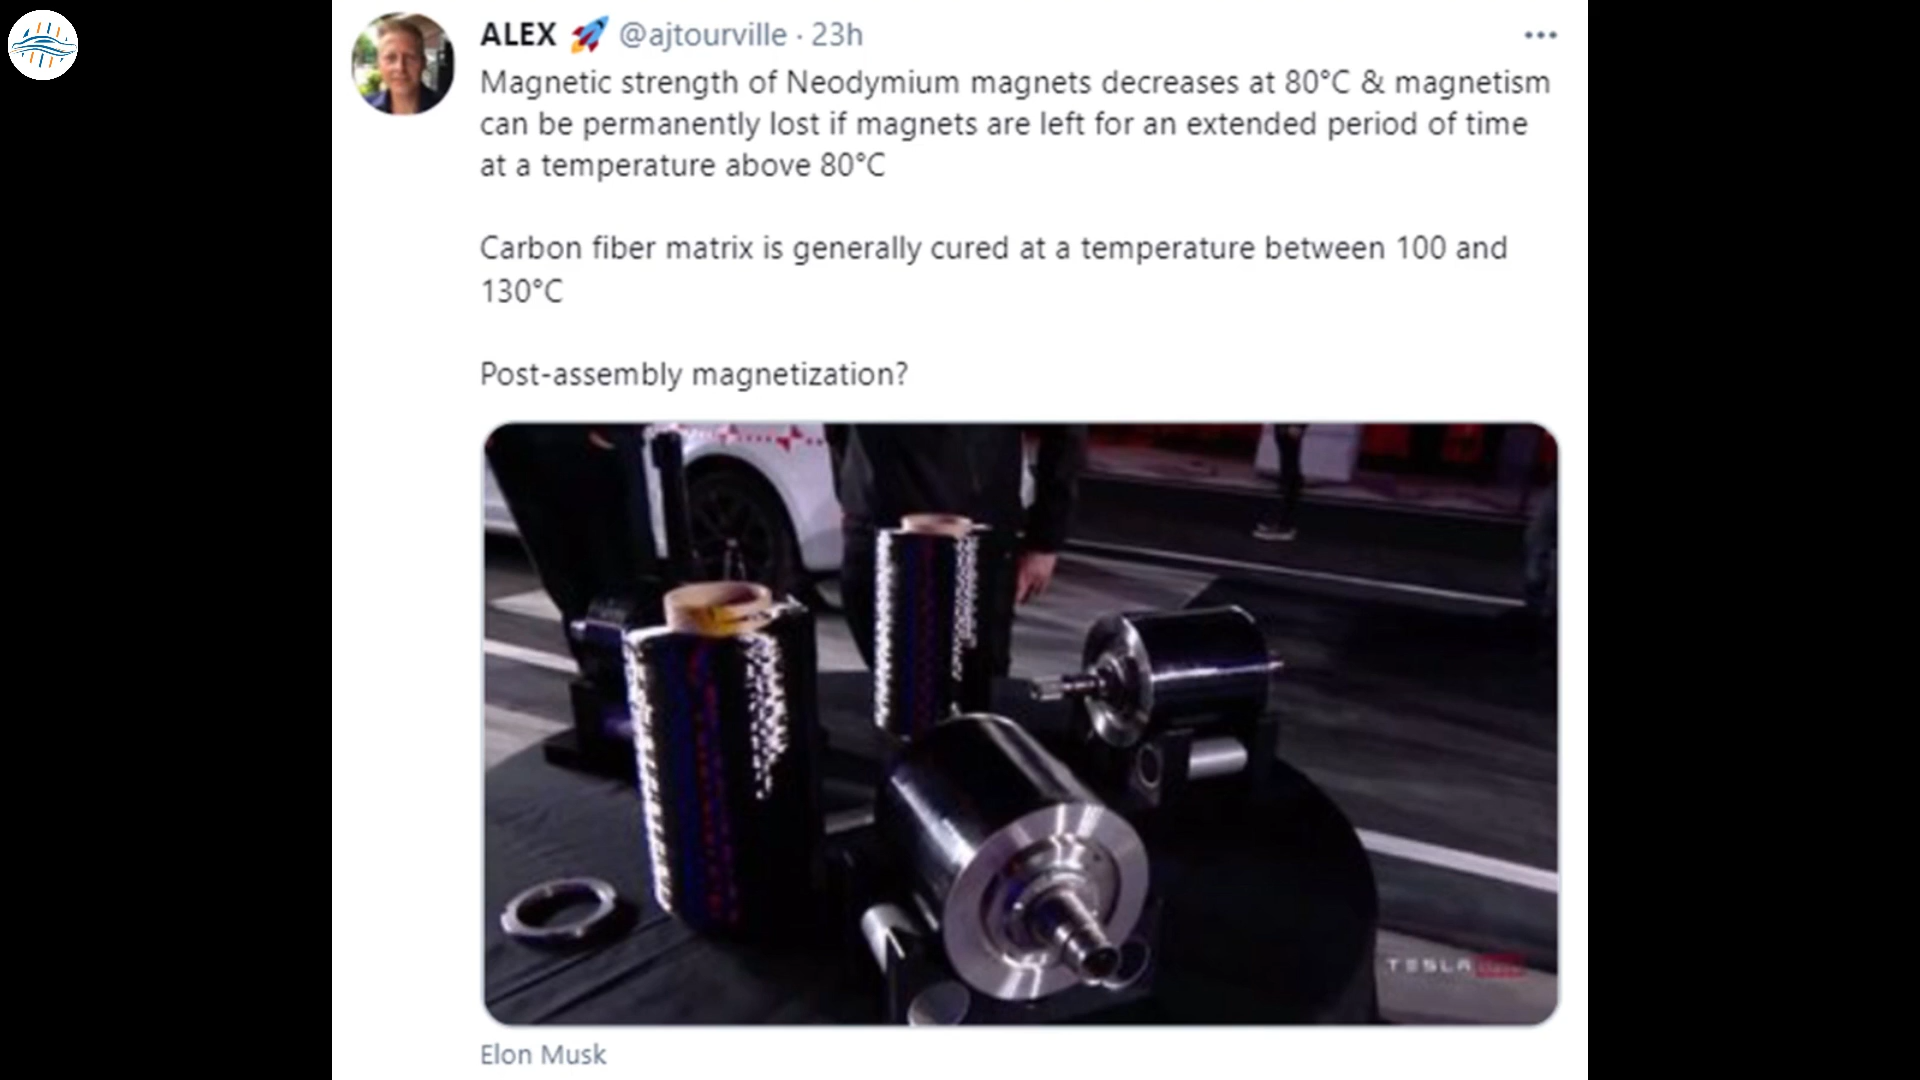 ALEX 🚀 @ajtourville · 23h
Magnetic strength of Neodymium magnets decreases at 80°C & magnetism
can be permanently lost if magnets are left for an extended period of time
at a temperature above 80°C
Carbon fiber matrix is generally cured at a temperature between 100 and
130°C
Post-assembly magnetization?
TESLA
Elon Musk